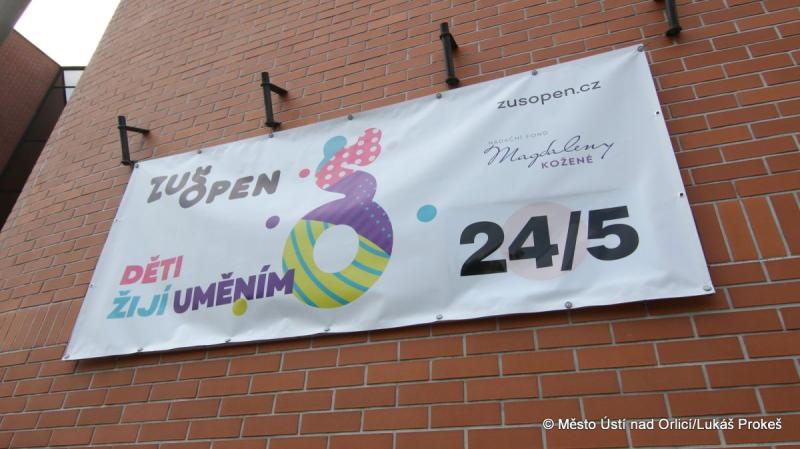 ZUŠ
OPEN
DĚTI
ŽIJÍ UMĚNÍM
zusopen.cz
NADAČNÍ FOND
Magdaleny
KOŽENÉ
24/5
© Město Ústí nad Orlicí/Lukáš Prokeš